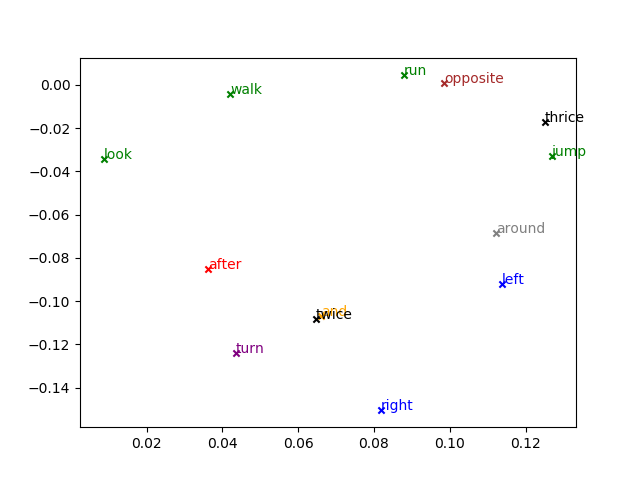 run
0.00
opposite
walk
thrice
−0.02
jump
look
−0.04
−0.06
around
after
−0.08
left
−0.10
and
twice
−0.12
turn
−0.14
right
0.02 0.04 0.06 0.08 0.10 0.12